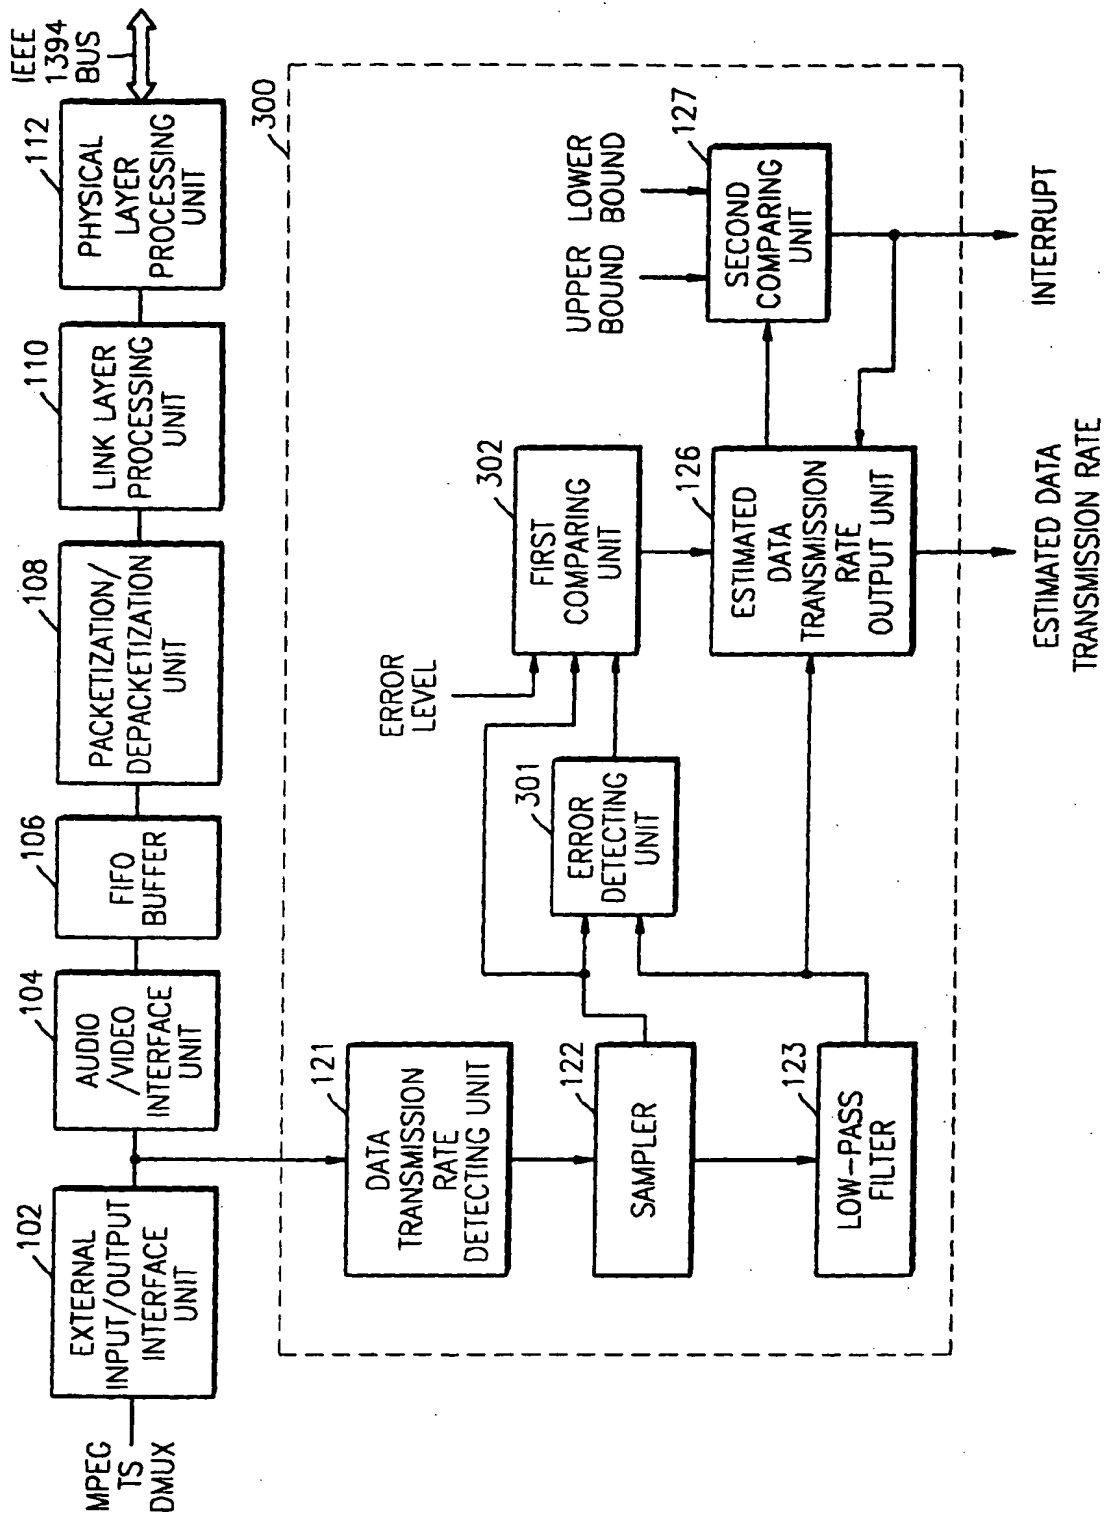 MPEG
TS
DMUX
102
EXTERNAL
INPUT/OUTPUT
INTERFACE
UNIT
104
AUDIO
/VIDEO
INTERFACE
UNIT
106
FIFO
BUFFER
108
PACKETIZATION/
DEPACKETIZATION
UNIT
110
LINK LAYER
PROCESSING
UNIT
112
PHYSICAL
LAYER
PROCESSING
UNIT
IEEE
1394
BUS
300
121
DATA
TRANSMISSION
RATE
DETECTING UNIT
122
SAMPLER
123
LOW-PASS
FILTER
301
ERROR
DETECTING
UNIT
ERROR
LEVEL
302
FIRST
COMPARING
UNIT
126
ESTIMATED
DATA
TRANSMISSION
RATE
OUTPUT UNIT
UPPER
BOUND
LOWER
BOUND
127
SECOND
COMPARING
UNIT
ESTIMATED DATA
TRANSMISSION RATE
INTERRUPT